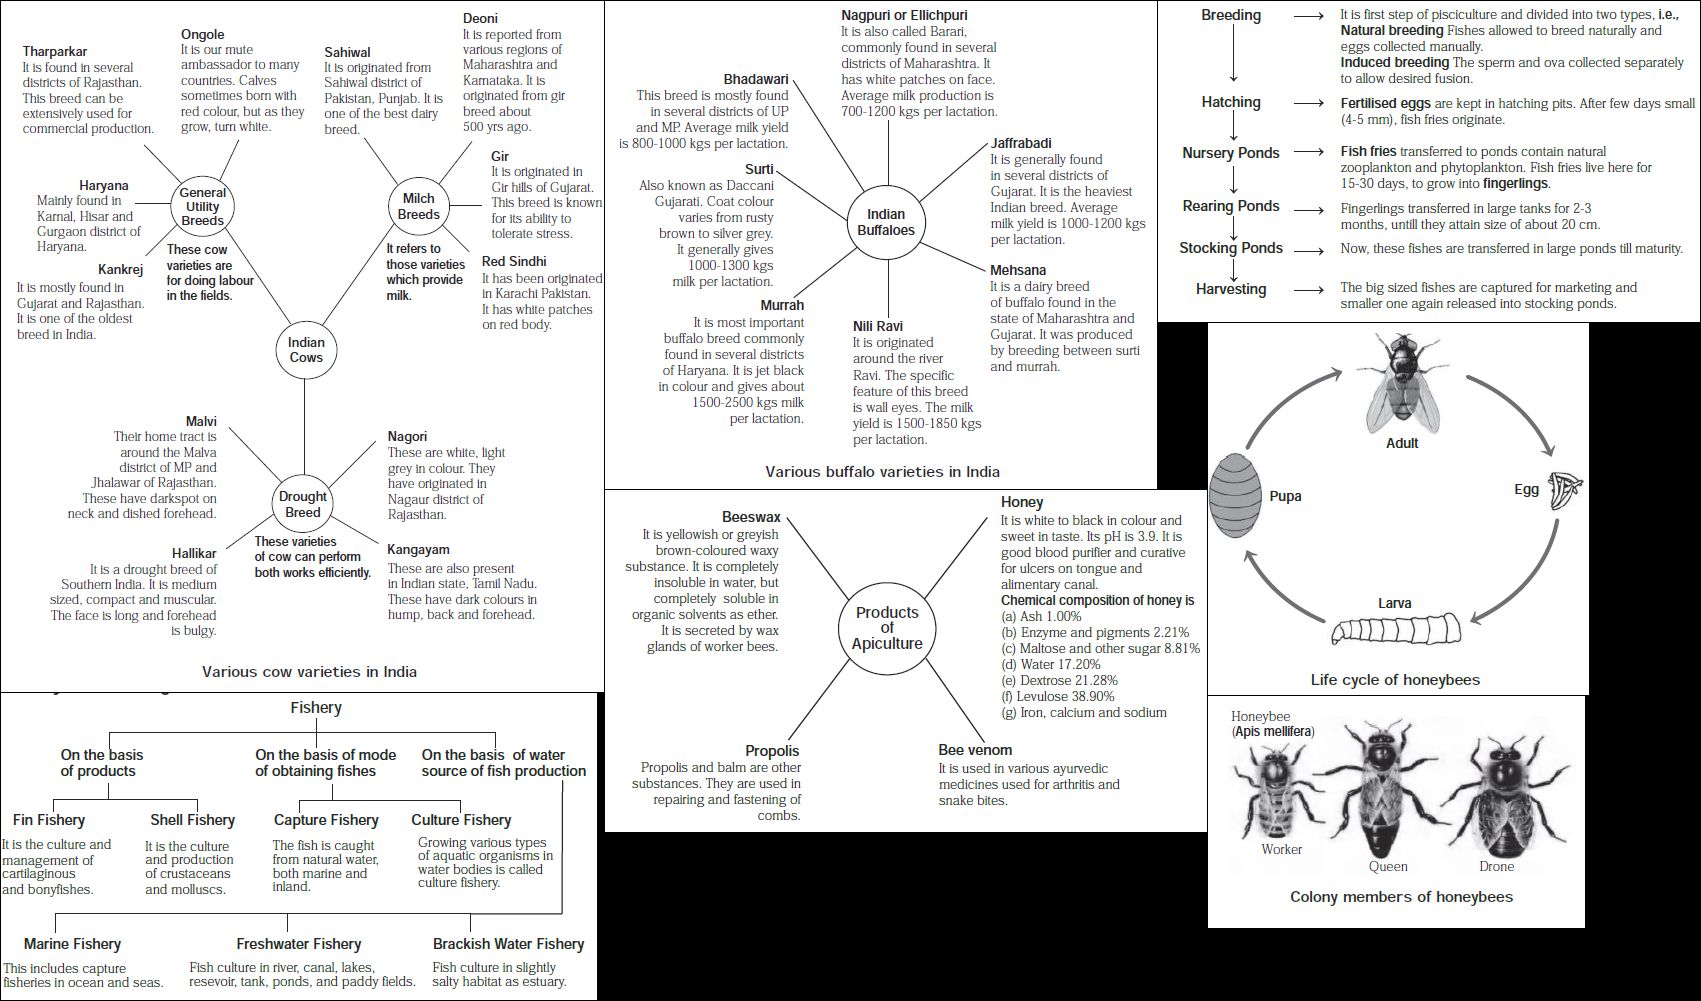 Deoni
It is reported from
various regions of
Maharashtra and
Karnataka. It is
originated from gir
breed about
500 yrs ago.
Ongole
It is our mute
ambassador to many
countries. Calves
sometimes born with
red colour, but as they
grow, turn white.
Tharparkar
It is found in several
districts of Rajasthan.
This breed can be
extensively used for
commercial production.
Sahiwal
It is originated from
Sahiwal district of
Pakistan, Punjab. It is
one of the best dairy
breed.
Gir
It is originated in
Gir hills of Gujarat.
This breed is known
for its ability to
tolerate stress.
Haryana
Mainly found in
Karnal, Hisar and
Gurgaon district of
Haryana.
General
Utility
Breeds
Milch
Breeds
These cow
varieties are
for doing labour
in the fields.
It refers to
those varieties
which provide
milk.
Kankrej
It is mostly found in
Gujarat and Rajasthan.
It is one of the oldest
breed in India.
Red Sindhi
It has been originated
in Karachi Pakistan.
It has white patches
on red body.
Indian
Cows
Malvi
Their home tract is
around the Malva
district of MP and
Jhalawar of Rajasthan.
These have darkspot on
neck and dished forehead.
Nagori
These are white, light
grey in colour. They
have originated in
Nagaur district of
Rajasthan.
Drought
Breed
These varieties
of cow can perform
both works efficiently.
Hallikar
It is a drought breed of
Southern India. It is medium
sized, compact and muscular.
The face is long and forehead
is bulgy.
Kangayam
These are also present
in Indian state, Tamil Nadu.
These have dark colours in
hump, back and forehead.
Various cow varieties in India
Nagpuri or Ellichpuri
It is also called Barari,
commonly found in several
districts of Maharashtra. It
has white patches on face.
Average milk production is
700-1200 kgs per lactation.
Bhadawari
This breed is mostly found
in several districts of UP
and MP. Average milk yield
is 800-1000 kgs per lactation.
Jaffrabadi
It is generally found
in several districts of
Gujarat. It is the heaviest
Indian breed. Average
milk yield is 1000-1200 kgs
per lactation.
Surti
Also known as Daccani
Gujarati. Coat colour
varies from rusty
brown to silver grey.
It generally gives
1000-1300 kgs
milk per lactation.
Indian
Buffaloes
Mehsana
It is a dairy breed
of buffalo found in the
state of Maharashtra and
Gujarat. It was produced
by breeding between surti
and murrah.
Murrah
It is most important
buffalo breed commonly
found in several districts
of Haryana. It is jet black
in colour and gives about
1500-2500 kgs milk
per lactation.
Nili Ravi
It is originated
around the river
Ravi. The specific
feature of this breed
is wall eyes. The milk
yield is 1500-1850 kgs
per lactation.
Various buffalo varieties in India
Breeding
It is first step of pisciculture and divided into two types, i.e.,
Natural breeding Fishes allowed to breed naturally and
eggs collected manually.
Induced breeding The sperm and ova collected separately
to allow desired fusion.
Hatching
Fertilised eggs are kept in hatching pits. After few days small
(4-5 mm), fish fries originate.
Nursery Ponds
Fish fries transferred to ponds contain natural
zooplankton and phytoplankton. Fish fries live here for
15-30 days, to grow into fingerlings.
Rearing Ponds
Fingerlings transferred in large tanks for 2-3
months, untill they attain size of about 20 cm.
Stocking Ponds
Now, these fishes are transferred in large ponds till maturity.
Harvesting
The big sized fishes are captured for marketing and
smaller one again released into stocking ponds.
Adult
Pupa
Egg
Larva
Life cycle of honeybees
Beeswax
It is yellowish or greyish
brown-coloured waxy
substance. It is completely
insoluble in water, but
completely soluble in
organic solvents as ether.
It is secreted by wax
glands of worker bees.
Honey
It is white to black in colour and
sweet in taste. Its pH is 3.9. It is
good blood purifier and curative
for ulcers on tongue and
alimentary canal.
Chemical composition of honey is
(a) Ash 1.00%
(b) Enzyme and pigments 2.21%
(c) Maltose and other sugar 8.81%
(d) Water 17.20%
(e) Dextrose 21.28%
(f) Levulose 38.90%
(g) Iron, calcium and sodium
Products
of
Apiculture
Propolis
Propolis and balm are other
substances. They are used in
repairing and fastening of
combs.
Bee venom
It is used in various ayurvedic
medicines used for arthritis and
snake bites.
Honeybee
(Apis mellifera)
Worker
Queen
Drone
Colony members of honeybees
Fishery
On the basis
of products
On the basis of mode
of obtaining fishes
On the basis of water
source of fish production
Fin Fishery
It is the culture and
management of
cartilaginous
and bonyfishes.
Shell Fishery
It is the culture
and production
of crustaceans
and molluscs.
Capture Fishery
The fish is caught
from natural water,
both marine and
inland.
Culture Fishery
Growing various types
of aquatic organisms in
water bodies is called
culture fishery.
Marine Fishery
This includes capture
fisheries in ocean and seas.
Freshwater Fishery
Fish culture in river, canal, lakes,
resevoir, tank, ponds, and paddy fields.
Brackish Water Fishery
Fish culture in slightly
salty habitat as estuary.